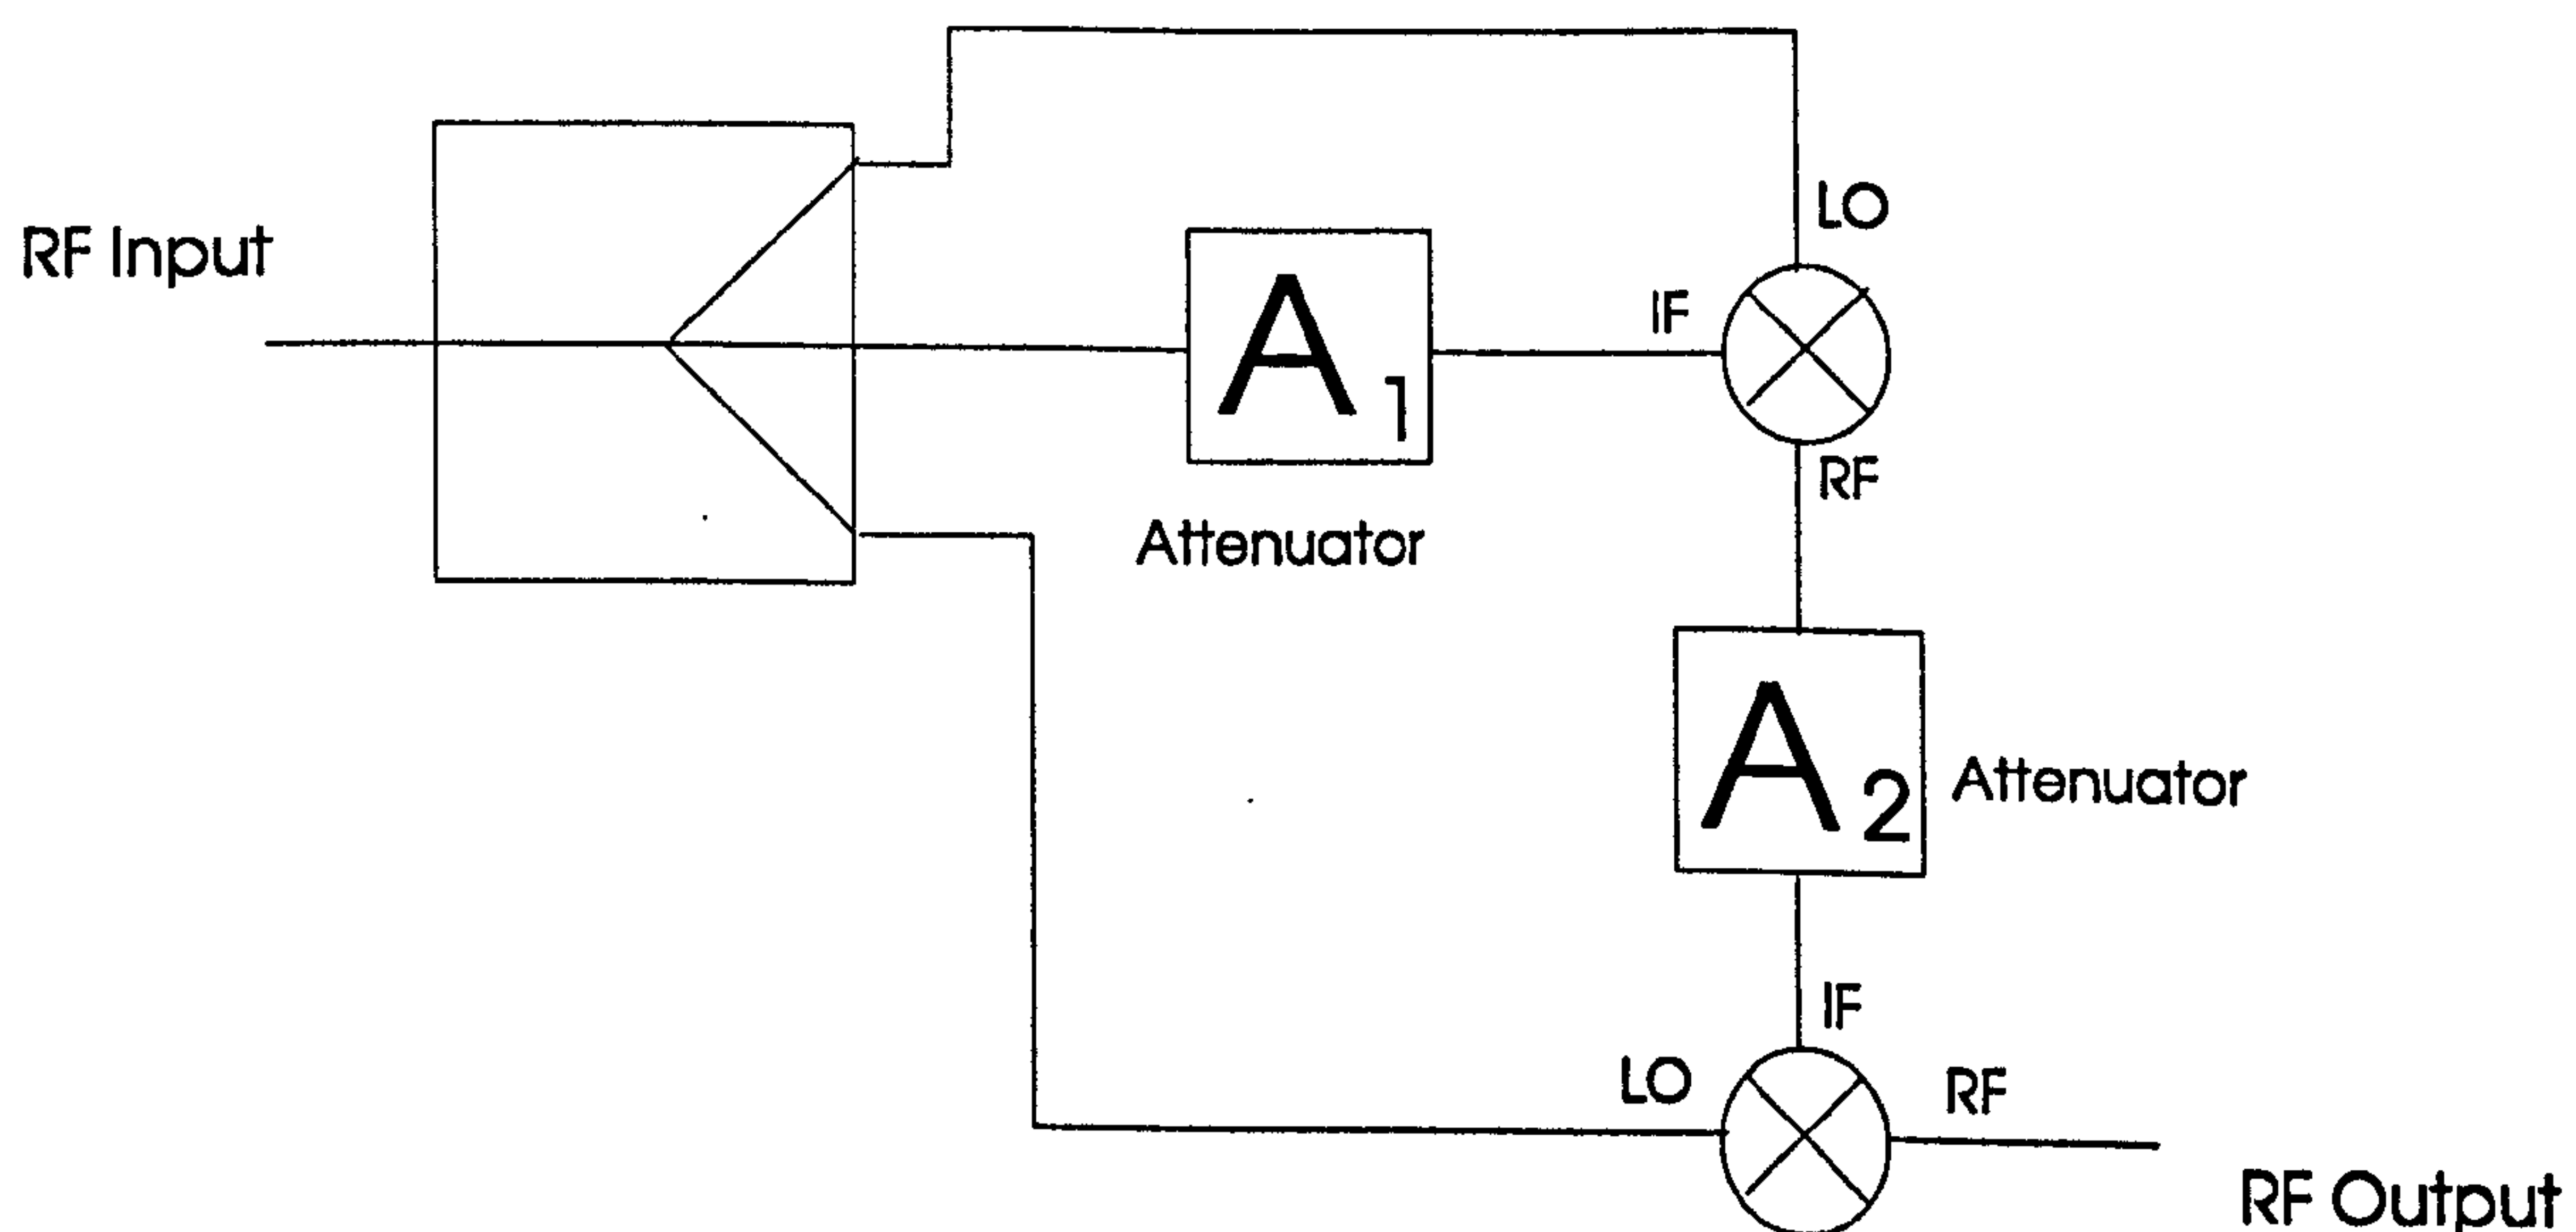 LO
RF Input
IF
A1
RF
Attenuator
A2
Attenuator
IF
LO
RF
RF Output